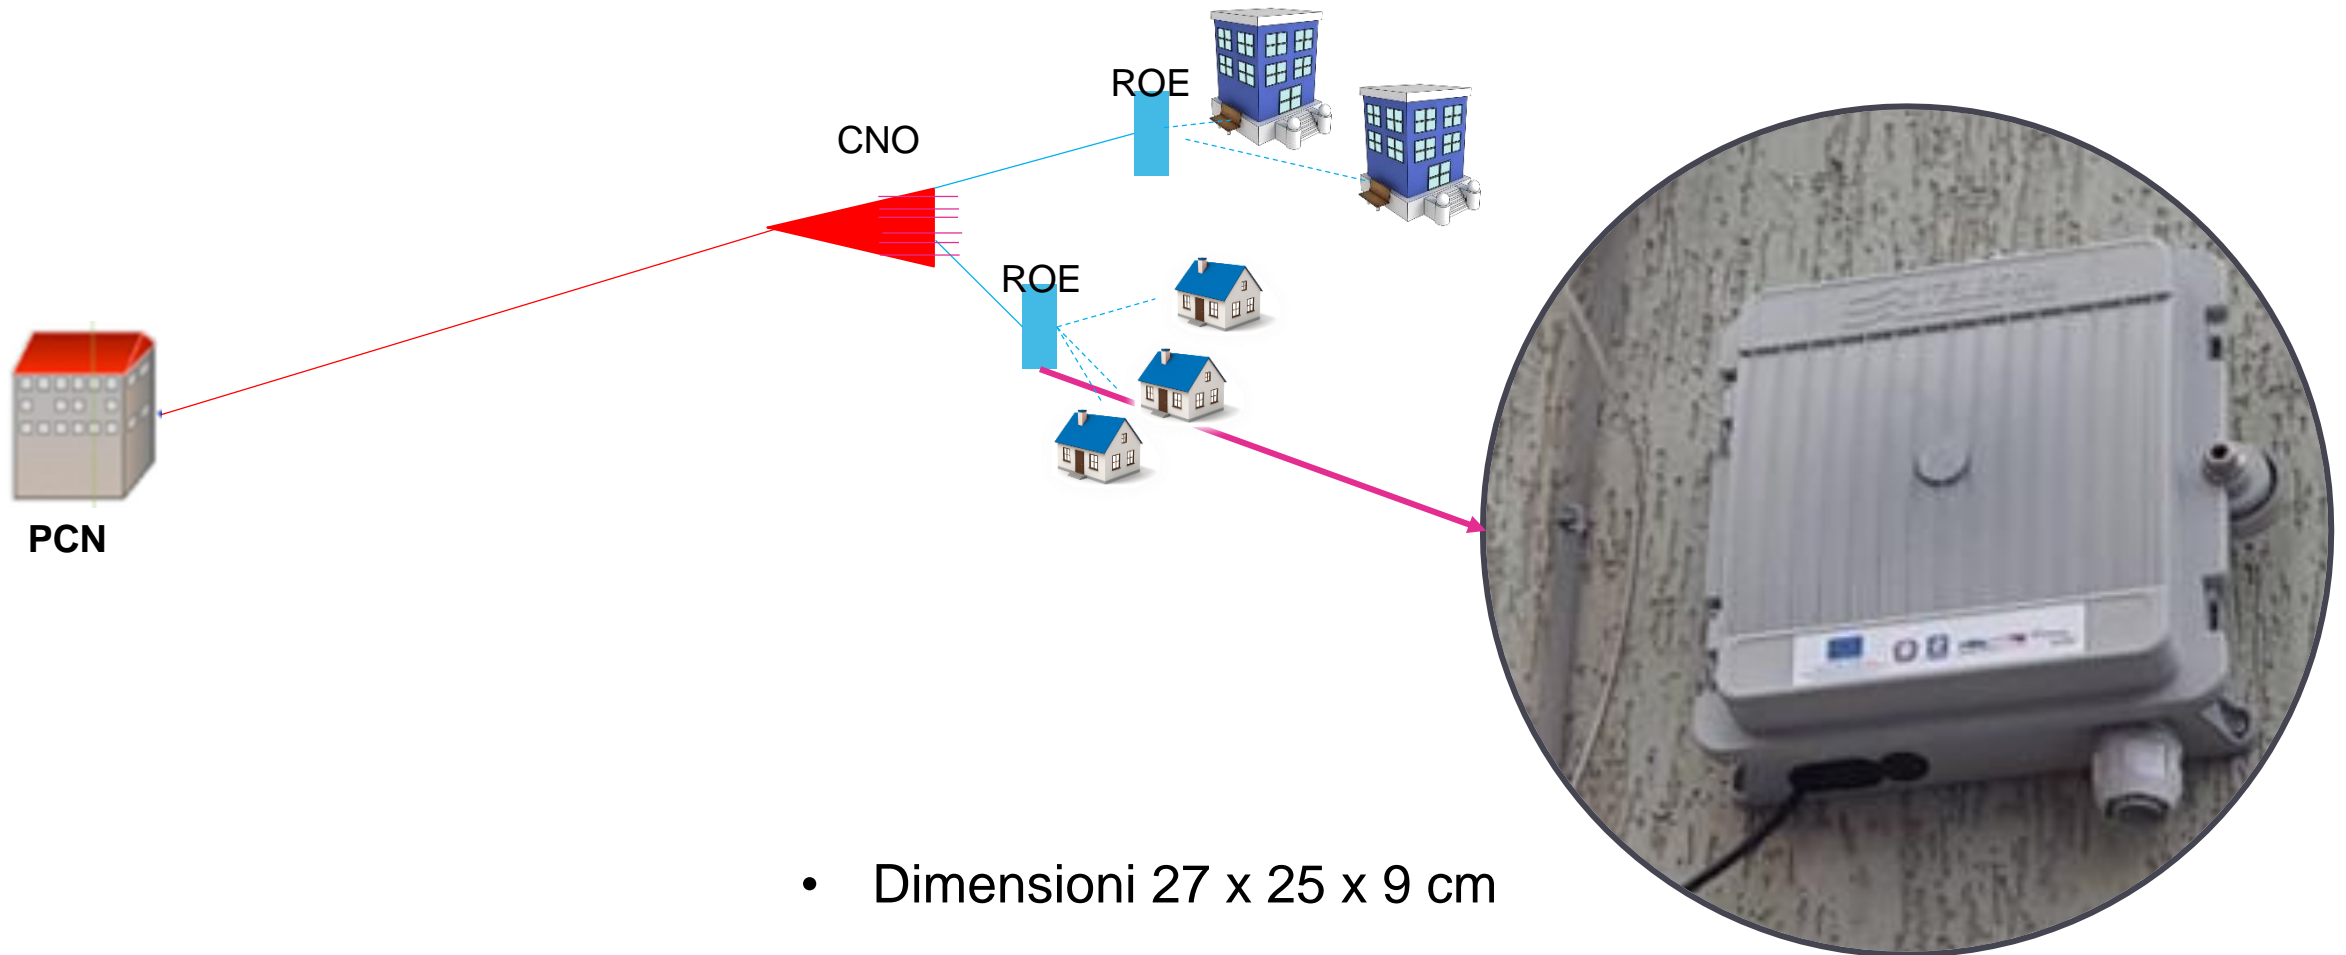 ROE
CNO
ROE
PCN
• Dimensioni 27 x 25 x 9 cm